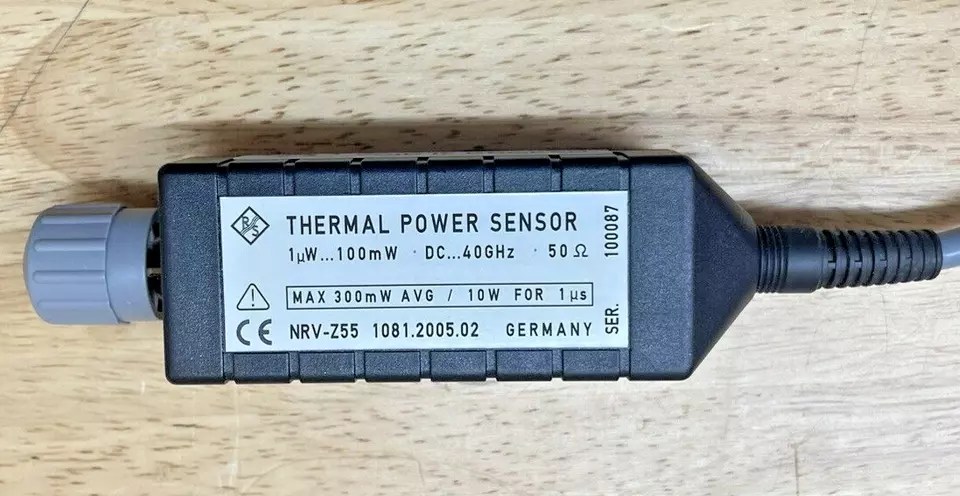 R&S
THERMAL POWER SENSOR
1µW...100mW · DC...40GHz · 50 Ω
MAX 300mW AVG / 10W FOR 1µs
CE NRV-Z55 1081.2005.02 GERMANY
SER. 100087